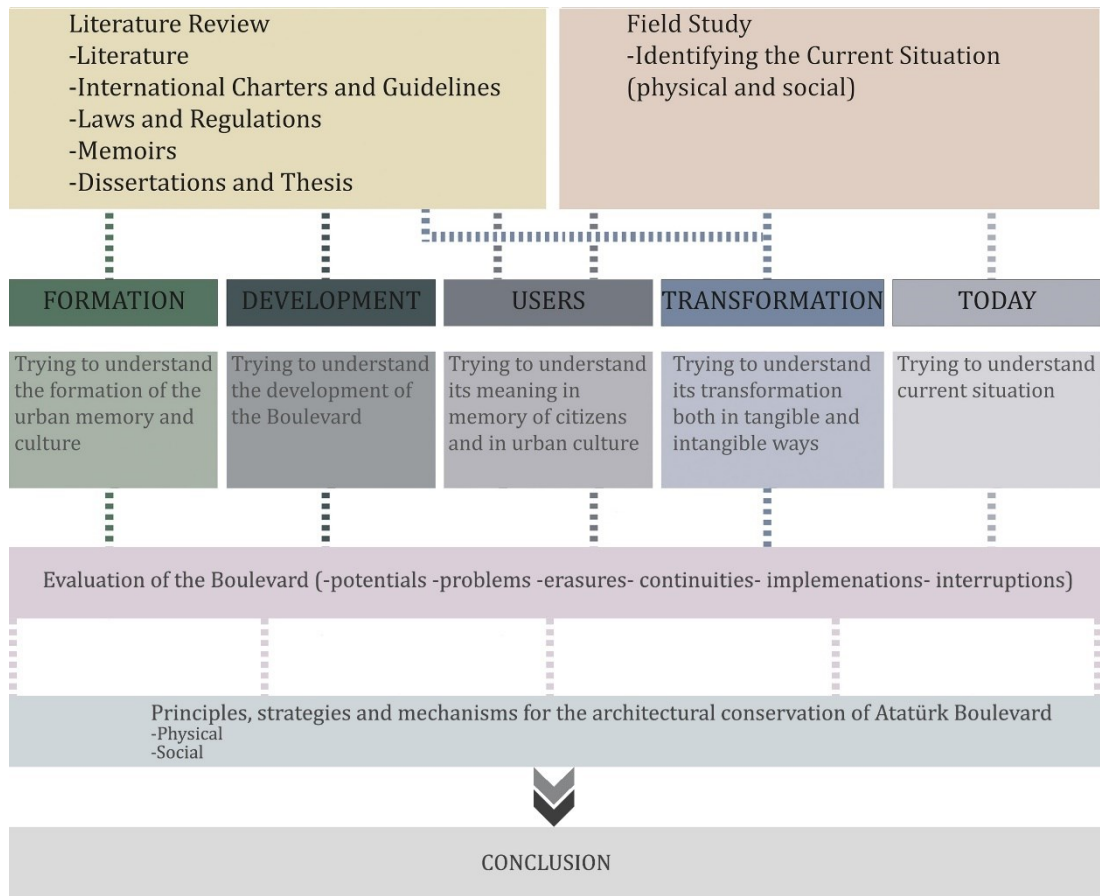 Literature Review
-Literature
-International Charters and Guidelines
-Laws and Regulations
-Memoirs
-Dissertations and Thesis
Field Study
-Identifying the Current Situation
(physical and social)
FORMATION
DEVELOPMENT
USERS
TRANSFORMATION
TODAY
Trying to understand
the formation of the
urban memory and
culture
Trying to understand
the development of
the Boulevard
Trying to understand
its meaning in
memory of citizens
and in urban culture
Trying to understand
its transformation
both in tangible and
intangible ways
Trying to understand
current situation
Evaluation of the Boulevard (-potentials -problems -erasures- continuities- implemenations- interruptions)
Principles, strategies and mechanisms for the architectural conservation of Atatürk Boulevard
-Physical
-Social
CONCLUSION